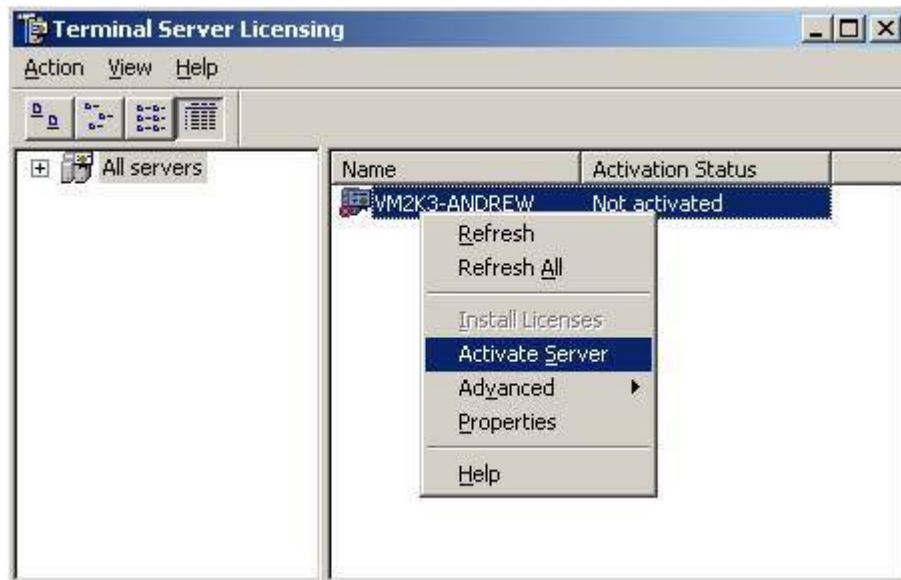 Terminal Server Licensing
Action View Help
All servers
Name Activation Status
VM2K3-ANDREW Not activated
Refresh
Refresh All
Install Licenses
Activate Server
Advanced
Properties
Help